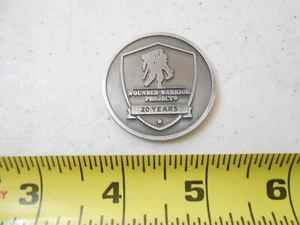 WOUNDED WARRIOR
PROJECT®
20 YEARS
3 4 5 6